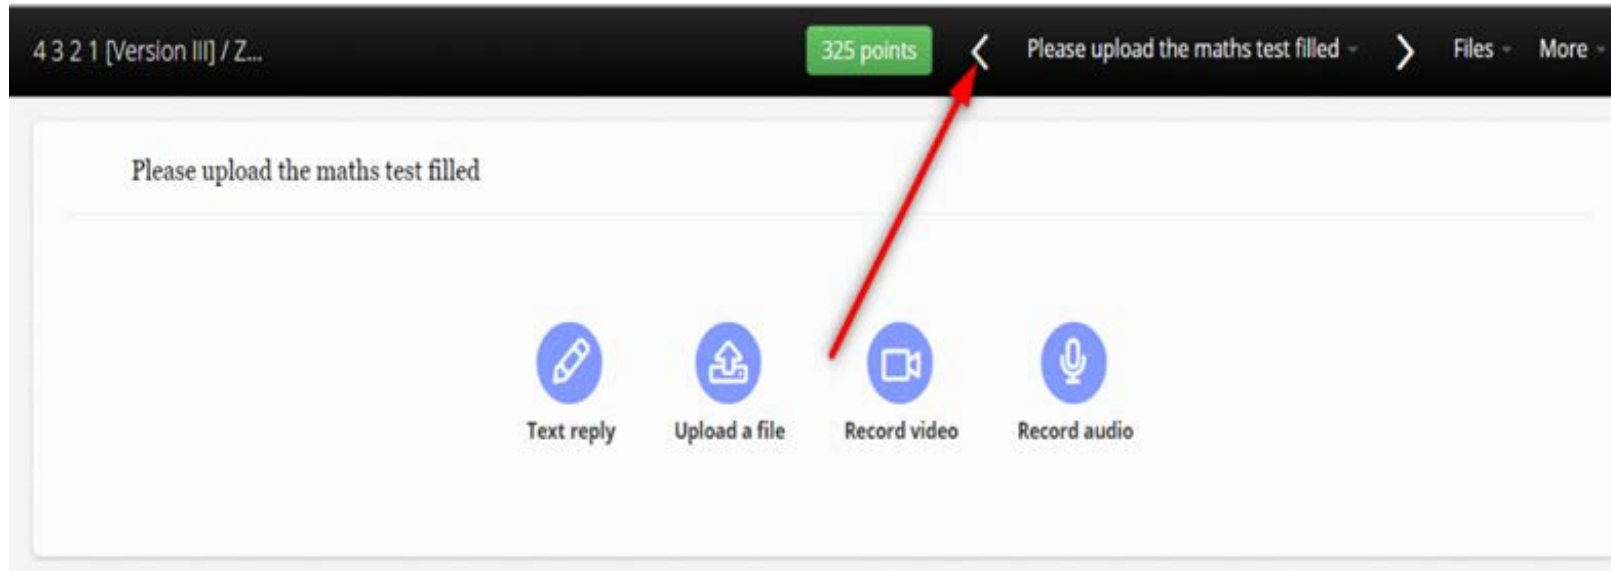 4 3 2 1 [Version III] / Z...
325 points
Please upload the maths test filled
Files
More
Please upload the maths test filled
Text reply
Upload a file
Record video
Record audio